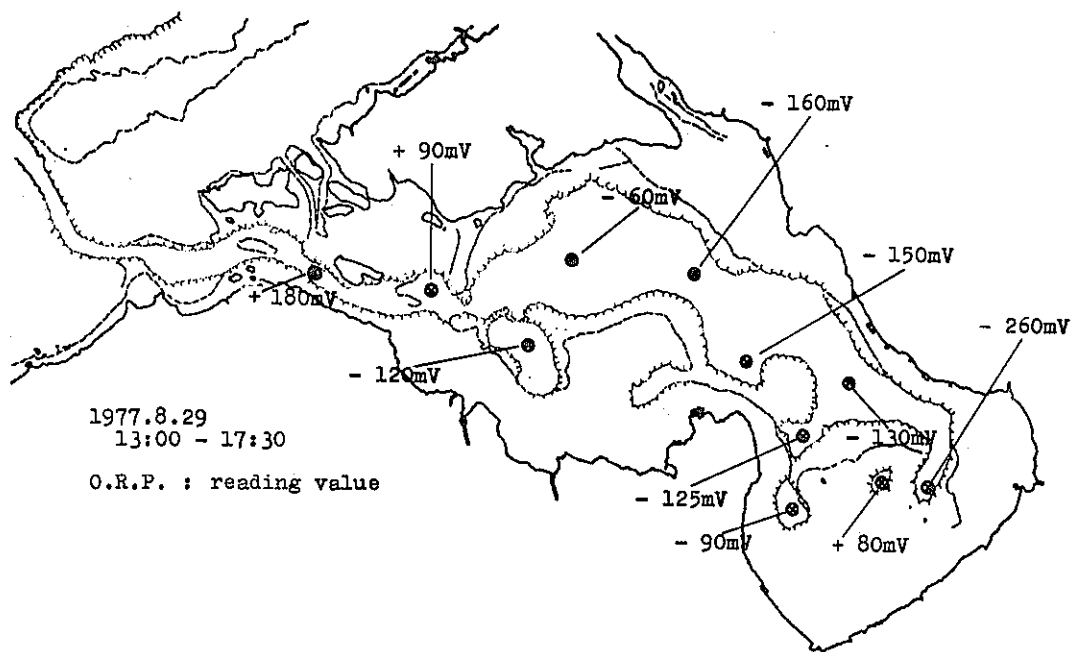 - 160mV
+ 90mV
- 60mV
- 150mV
+ 180mV
- 260mV
- 120mV
1977.8.29
13:00 - 17:30
- 130mV
O.R.P. : reading value
- 125mV
- 90mV
+ 80mV